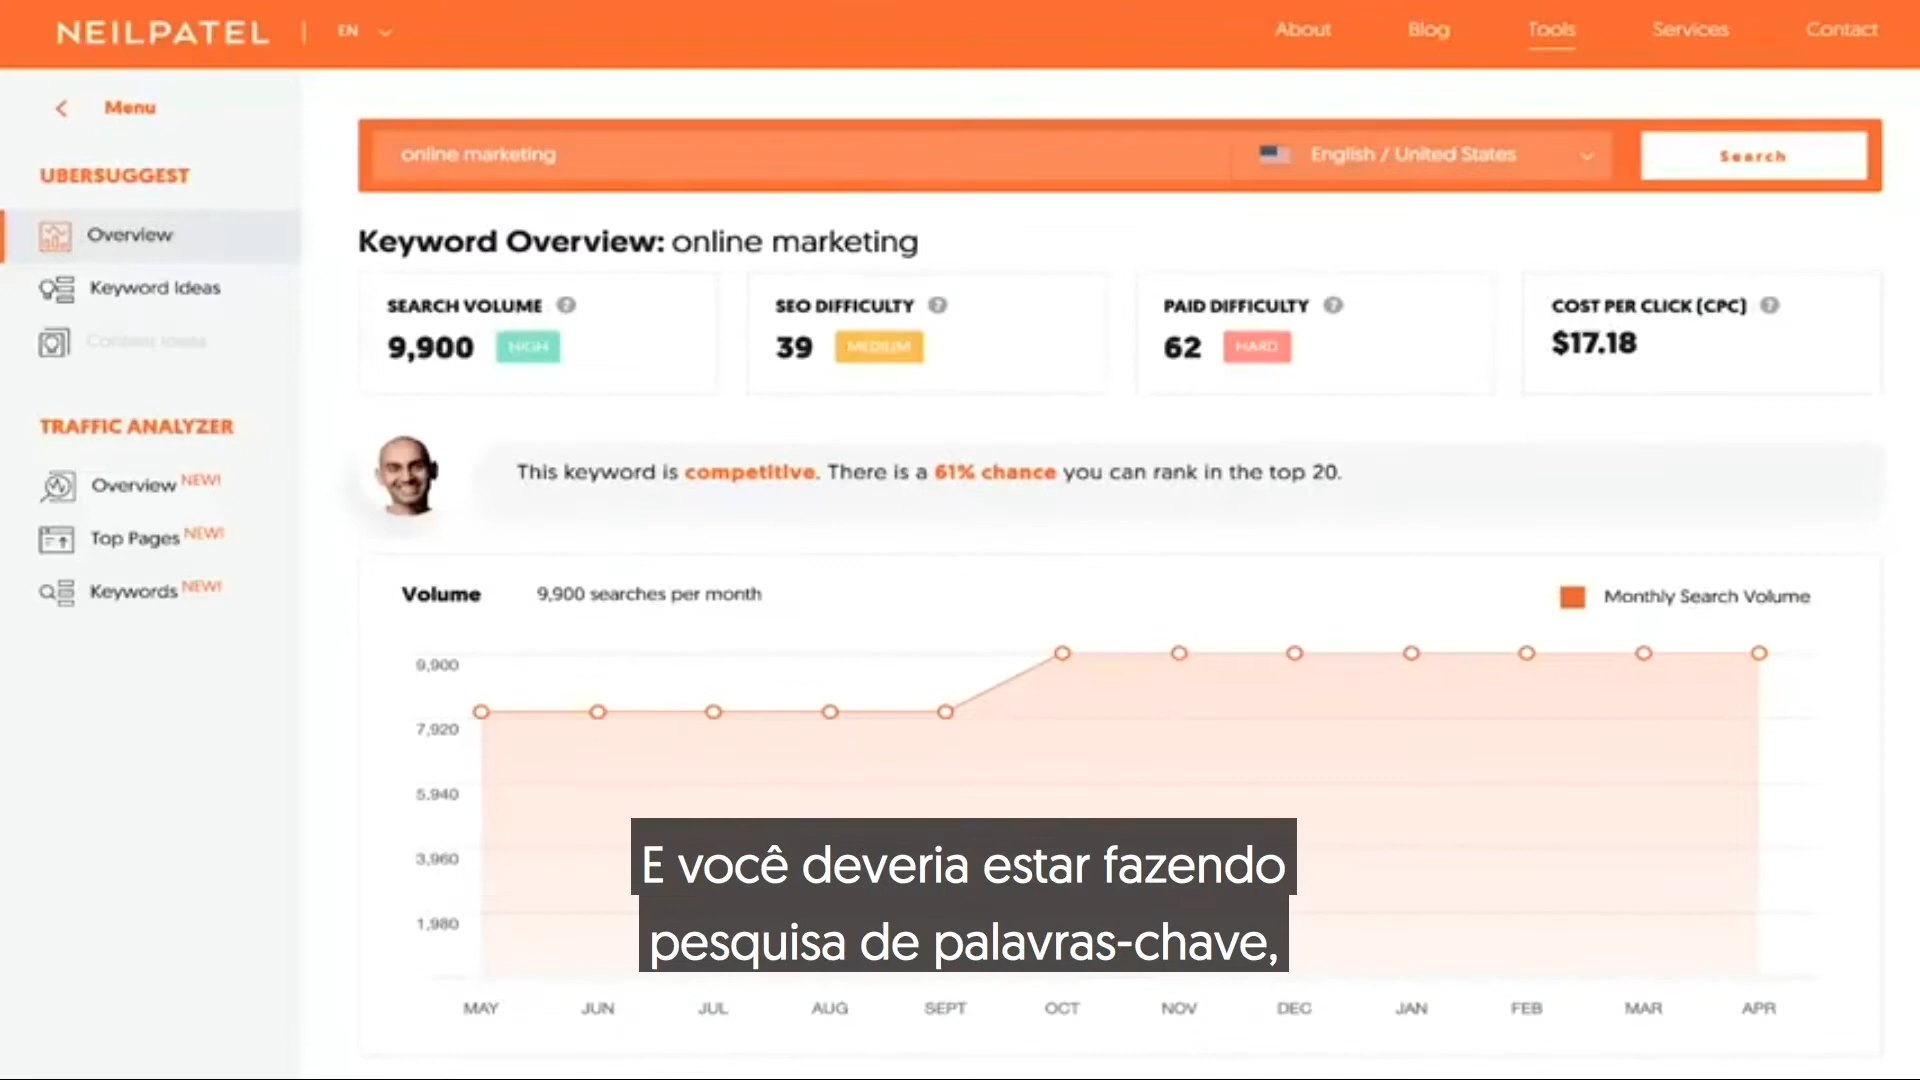 NEILPATEL
EN
About
Blog
Tools
Services
Contact
Menu
UBERSUGGEST
Overview
Keyword Ideas
Content Ideas
TRAFFIC ANALYZER
Overview NEW!
Top Pages NEW!
Keywords NEW!
online marketing
English / United States
Search
Keyword Overview: online marketing
SEARCH VOLUME ?
9,900 HIGH
SEO DIFFICULTY ?
39 MEDIUM
PAID DIFFICULTY ?
62 HARD
COST PER CLICK (CPC) ?
$17.18
This keyword is competitive. There is a 61% chance you can rank in the top 20.
Volume
9,900 searches per month
Monthly Search Volume
9,900
7,920
5,940
3,960
1,980
MAY
JUN
JUL
AUG
SEPT
OCT
NOV
DEC
JAN
FEB
MAR
APR
E você deveria estar fazendo
pesquisa de palavras-chave,